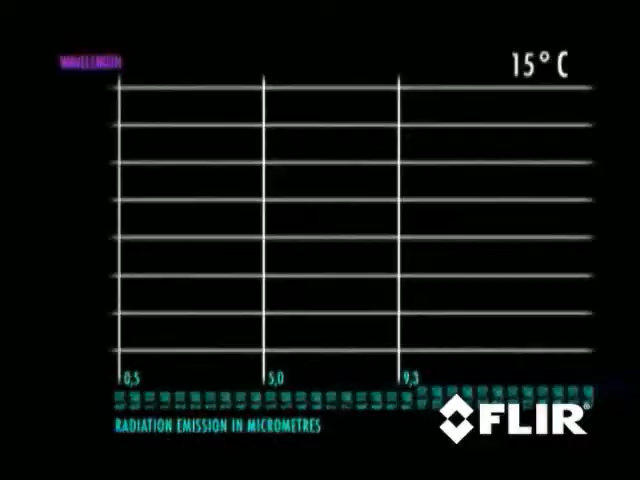 WAVELENGTH
15° C
0,5
5,0
9,3
RADIATION EMISSION IN MICROMETRES
FLIR®